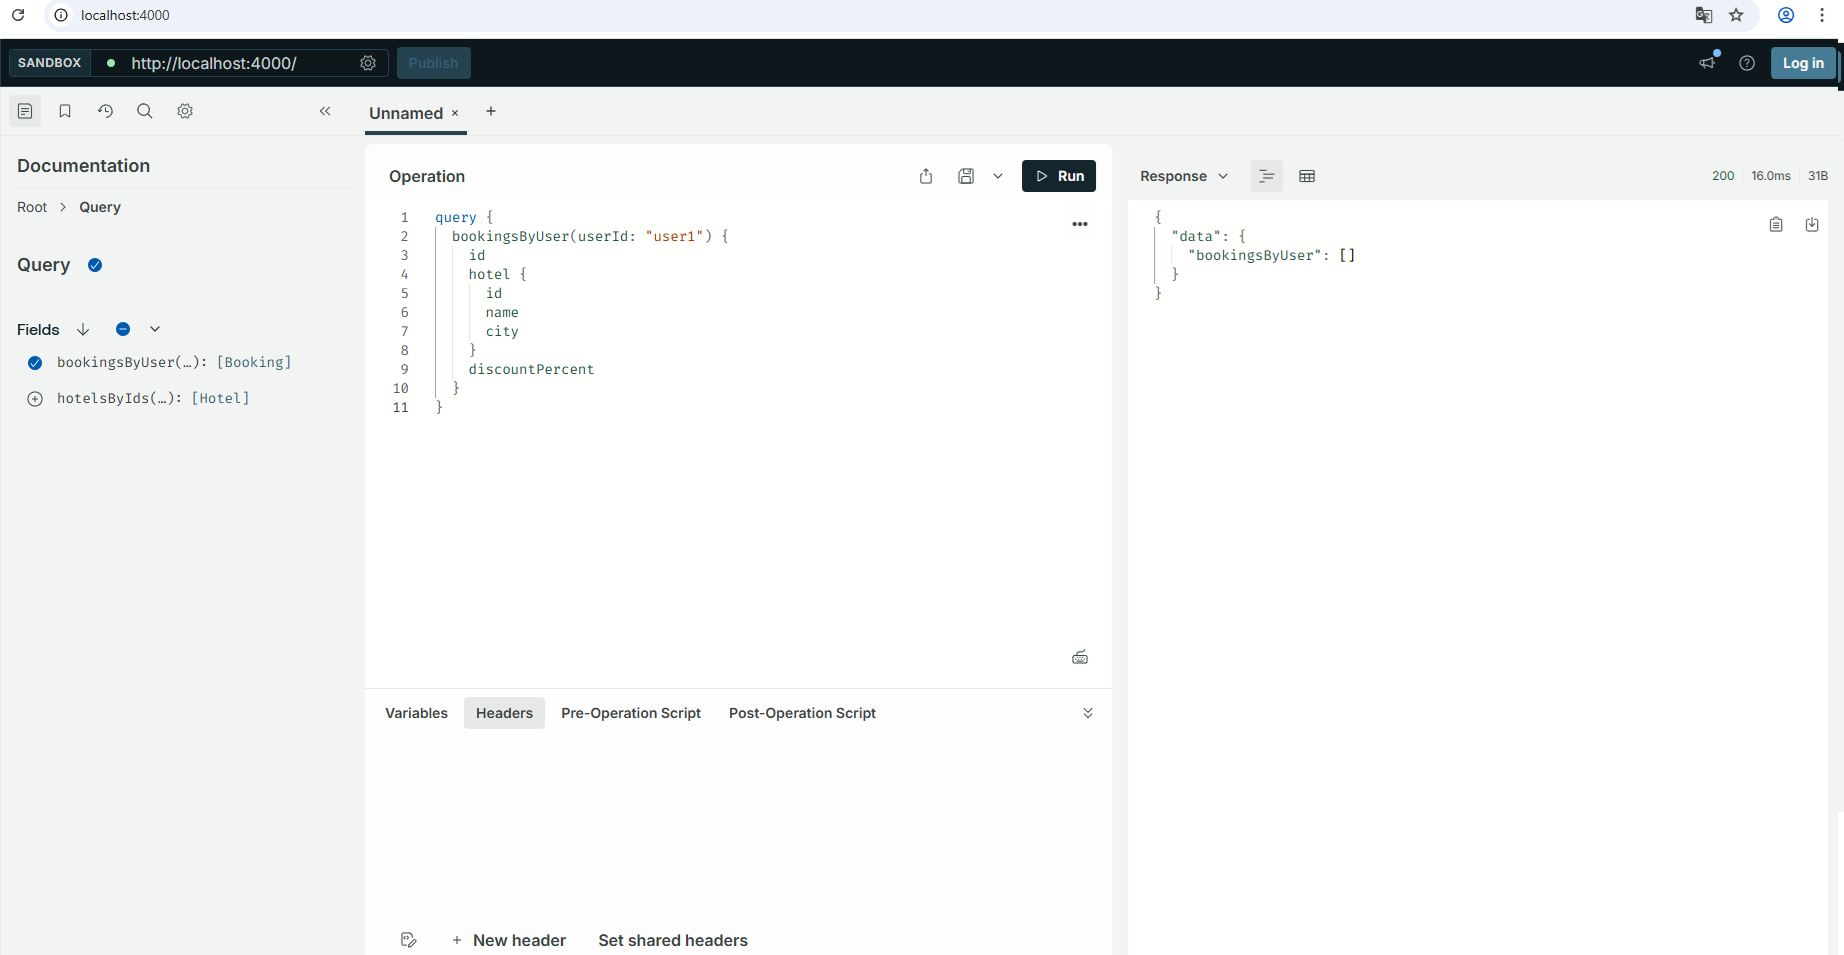 localhost:4000
SANDBOX http://localhost:4000/ Publish Log in
Unnamed × +
Documentation
Root > Query
Query
Fields
bookingsByUser(…): [Booking]
hotelsByIds(…): [Hotel]
Operation Run
1 query {
2 bookingsByUser(userId: "user1") {
3 id
4 hotel {
5 id
6 name
7 city
8 }
9 discountPercent
10 }
11 }
Variables Headers Pre-Operation Script Post-Operation Script
+ New header Set shared headers
Response 200 16.0ms 31B
{
"data": {
"bookingsByUser": []
}
}